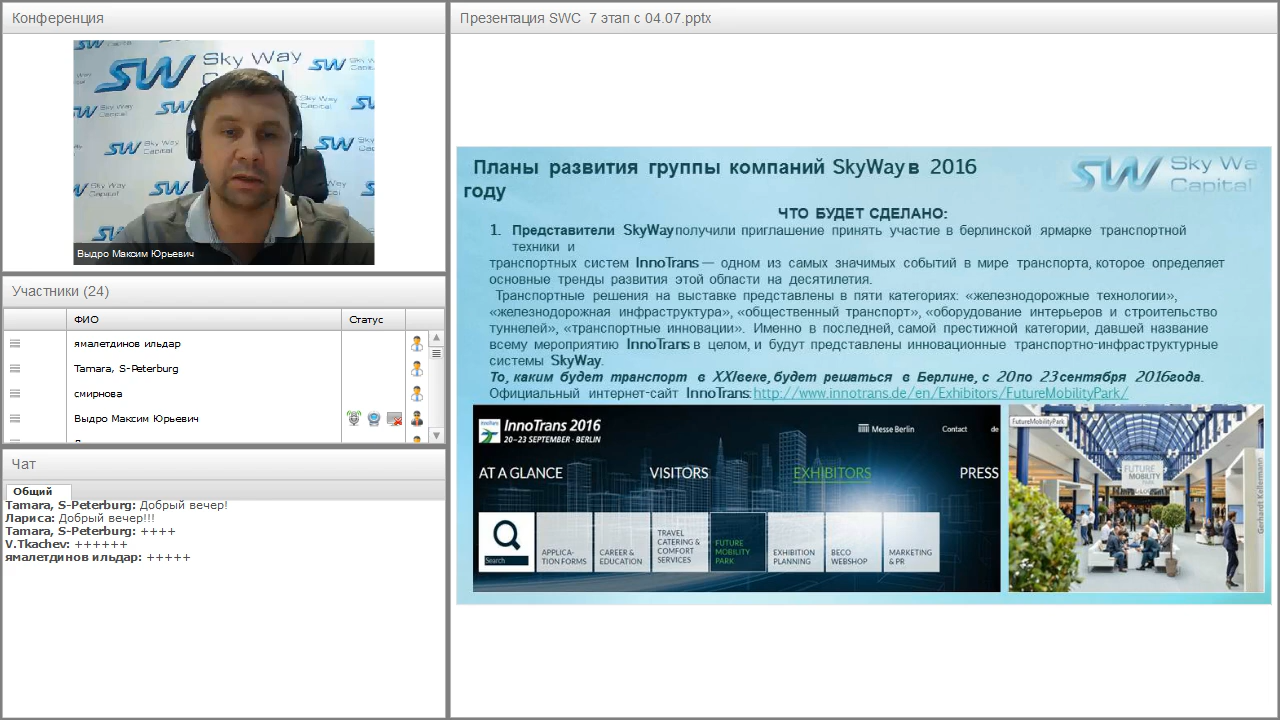 Конференция
Sky Way
Capital
Выдро Максим Юрьевич
Участники (24)
ФИО
Статус
ямалетдинов ильдар
Tamara, S-Peterburg
смирнова
Выдро Максим Юрьевич
Чат
Общий
Tamara, S-Peterburg: Добрый вечер!
Лариса: Добрый вечер!!!
Tamara, S-Peterburg: ++++
V.Tkachev: ++++++
ямалетдинов ильдар: +++++
Презентация SWC 7 этап с 04.07.pptx
Планы развития группы компаний SkyWay в 2016
году
SW Sky Wa
Capital
ЧТО БУДЕТ СДЕЛАНО:
1. Представители SkyWay получили приглашение принять участие в берлинской ярмарке транспортной
техники и
транспортных систем InnoTrans — одном из самых значимых событий в мире транспорта, которое определяет
основные тренды развития этой области на десятилетия.
Транспортные решения на выставке представлены в пяти категориях: «железнодорожные технологии»,
«железнодорожная инфраструктура», «общественный транспорт», «оборудование интерьеров и строительство
туннелей», «транспортные инновации». Именно в последней, самой престижной категории, давшей название
всему мероприятию InnoTrans в целом, и будут представлены инновационные транспортно-инфраструктурные
системы SkyWay.
То, каким будет транспорт в XXI веке, будет решаться в Берлине, с 20 по 23 сентября 2016 года.
Официальный интернет-сайт InnoTrans: http://www.innotrans.de/en/Exhibitors/FutureMobilityPark/
InnoTrans 2016
20–23 SEPTEMBER · BERLIN
Messe Berlin
Contact
de
AT A GLANCE
VISITORS
EXHIBITORS
PRESS
Search
APPLICA-
TION FORMS
CAREER &
EDUCATION
TRAVEL
CATERING &
COMFORT
SERVICES
FUTURE
MOBILITY
PARK
EXHIBITION
PLANNING
BECO
WEBSHOP
MARKETING
& PR
FutureMobilityPark
FUTURE
MOBILITY
Gerhardt Kellermann